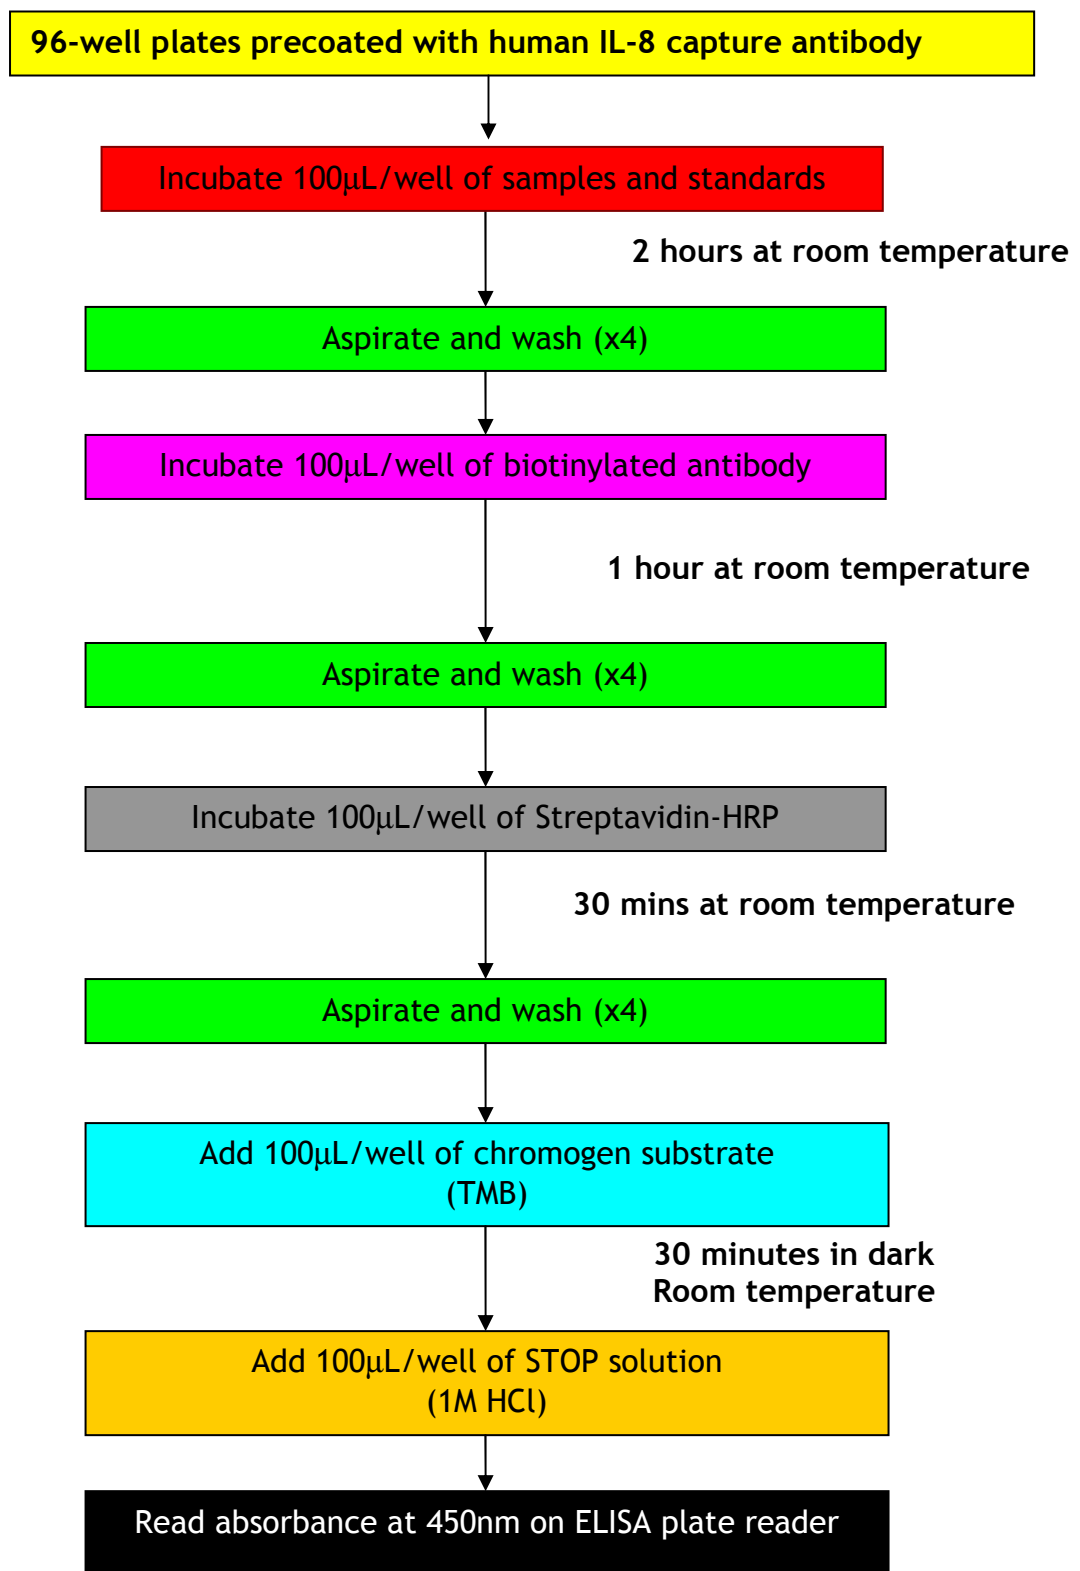 96-well plates precoated with human IL-8 capture antibody
Incubate 100μL/well of samples and standards
2 hours at room temperature
Aspirate and wash (x4)
Incubate 100μL/well of biotinylated antibody
1 hour at room temperature
Aspirate and wash (x4)
Incubate 100μL/well of Streptavidin-HRP
30 mins at room temperature
Aspirate and wash (x4)
Add 100μL/well of chromogen substrate
(TMB)
30 minutes in dark
Room temperature
Add 100μL/well of STOP solution
(1M HCl)
Read absorbance at 450nm on ELISA plate reader